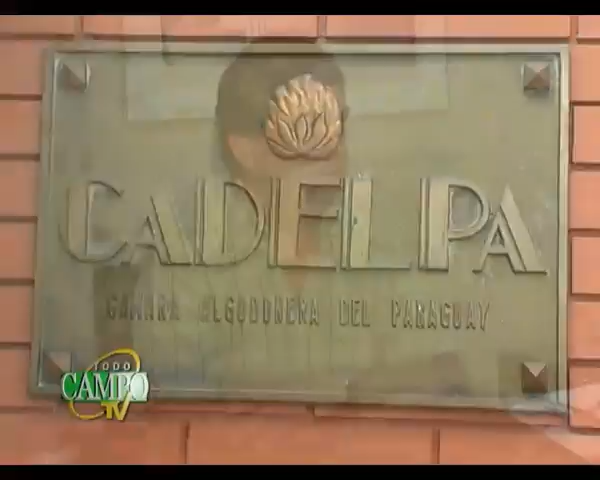 CADELPA
CAMARA ALGODONERA DEL PARAGUAY
TODO
CAMPO
TV